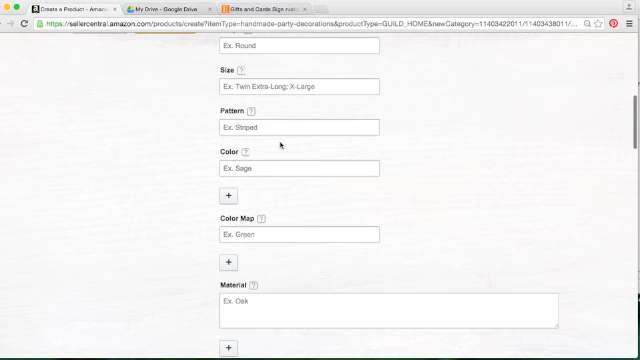 Create a Product - Amazo
My Drive - Google Drive
Gifts and Cards Sign rustic
https://sellercentral.amazon.com/products/create?itemType=handmade-party-decorations&productType=GUILD_HOME&newCategory=11403422011/11403438011/...
Ex. Round
Size ?
Ex. Twin Extra-Long; X-Large
Pattern ?
Ex. Striped
Color ?
Ex. Sage
+
Color Map ?
Ex. Green
+
Material ?
Ex. Oak
+